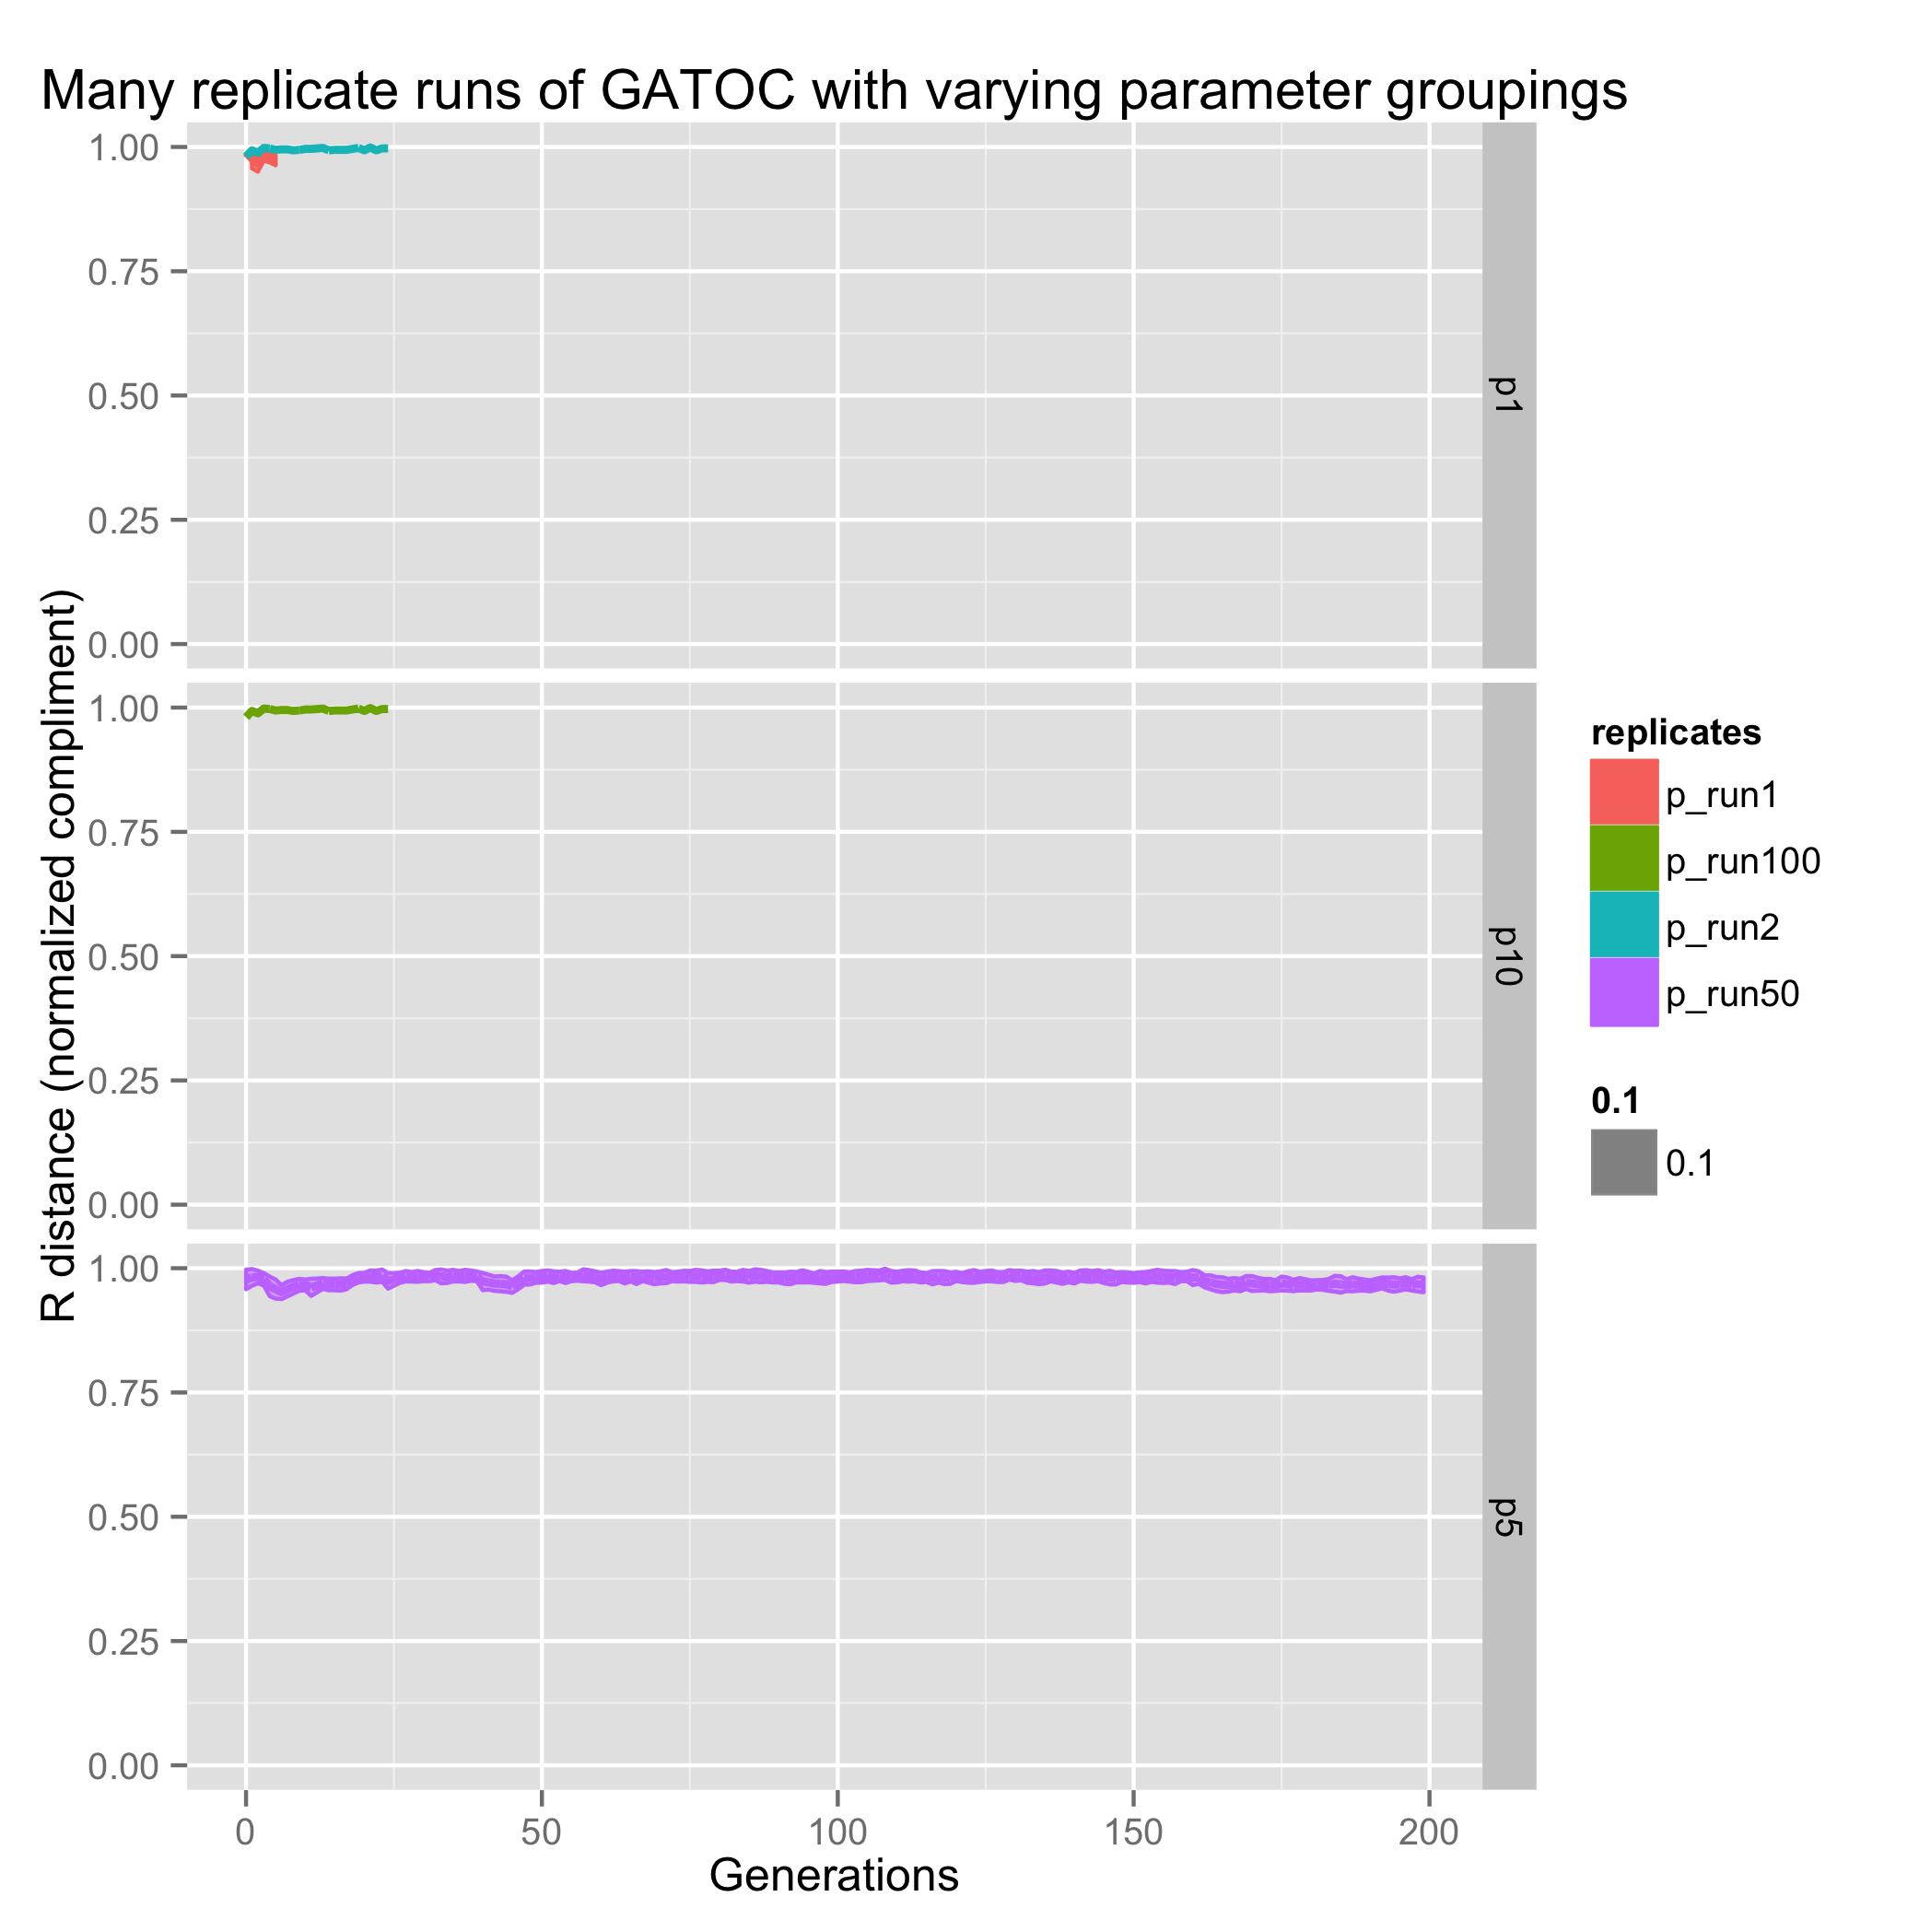 Many replicate runs of GATOC with varying parameter groupings
R distance (normalized compliment)
1.00
0.75
0.50
0.25
0.00
p1
1.00
0.75
0.50
0.25
0.00
p10
1.00
0.75
0.50
0.25
0.00
p5
0 50 100 150 200
Generations
replicates
p_run1
p_run100
p_run2
p_run50
0.1
0.1